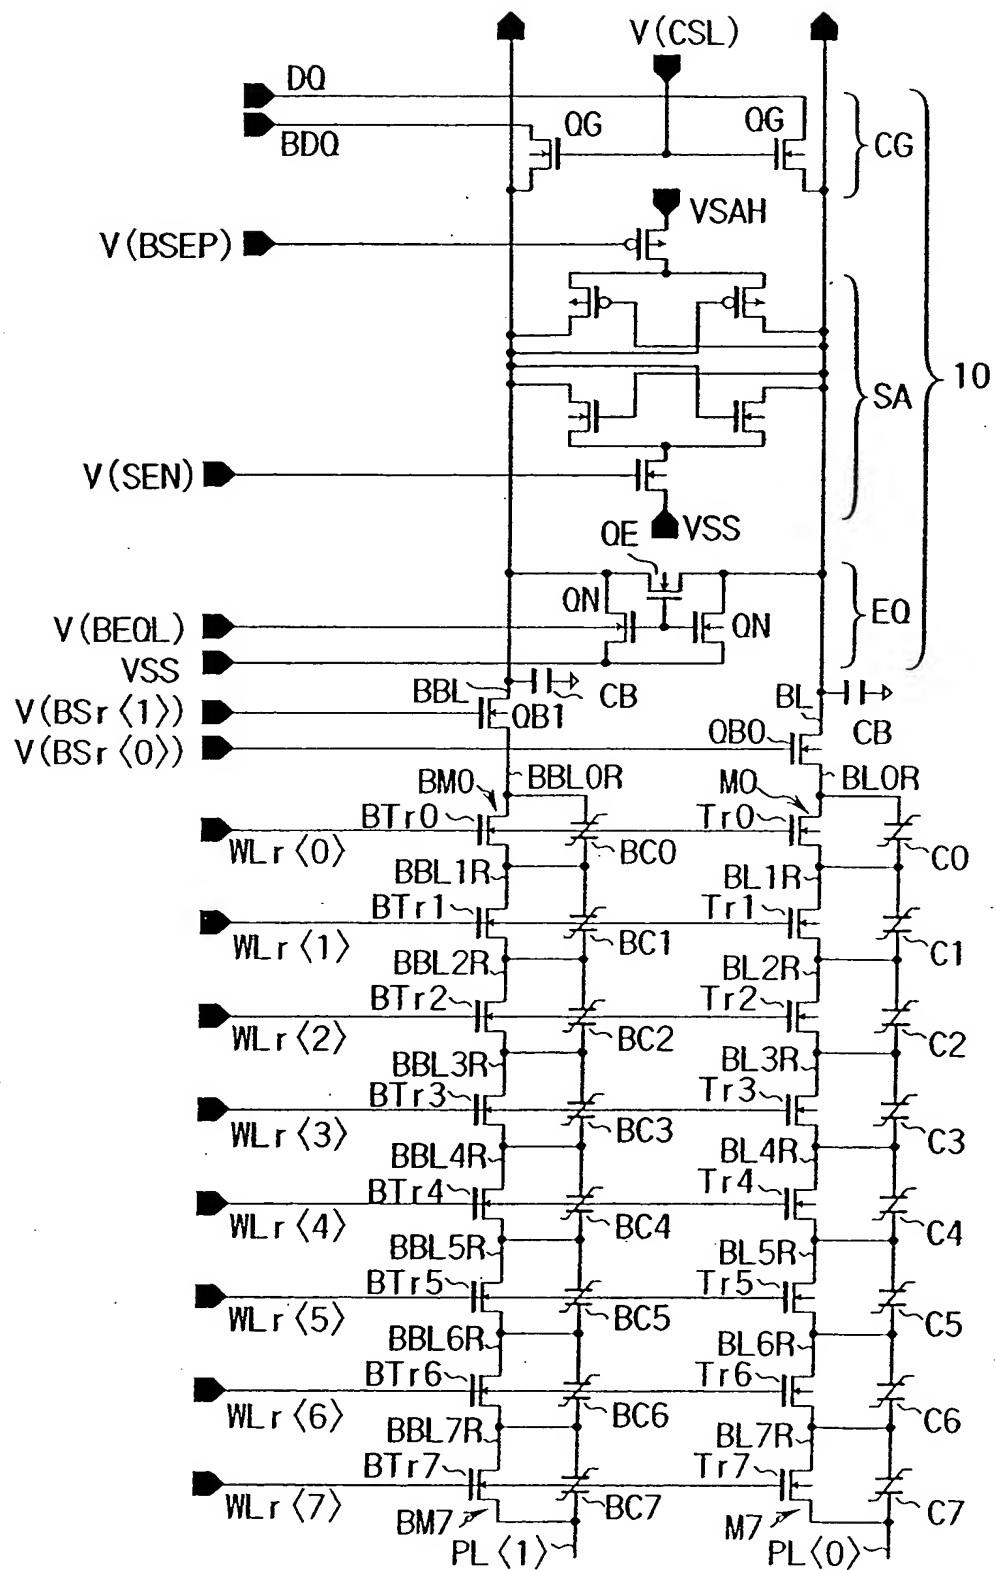 V(CSL)
DQ
QG QG
BDQ CG
VSAH
V(BSEP)
10
SA
V(SEN)
VSS
QE
QN
EQ
V(BEQL) QN
VSS
BBL CB BL CB
V(BSr⟨1⟩) QB1
V(BSr⟨0⟩) QB0
BBL0R BL0R
BM0 M0
BTr0 Tr0
WLr⟨0⟩ BC0 C0
BBL1R BL1R
BTr1 Tr1
WLr⟨1⟩ BC1 C1
BBL2R BL2R
BTr2 Tr2
WLr⟨2⟩ BC2 C2
BBL3R BL3R
BTr3 Tr3
WLr⟨3⟩ BC3 C3
BBL4R BL4R
BTr4 Tr4
WLr⟨4⟩ BC4 C4
BBL5R BL5R
BTr5 Tr5
WLr⟨5⟩ BC5 C5
BBL6R BL6R
BTr6 Tr6
WLr⟨6⟩ BC6 C6
BBL7R BL7R
BTr7 Tr7
WLr⟨7⟩ BC7 C7
BM7 M7
PL⟨1⟩ PL⟨0⟩